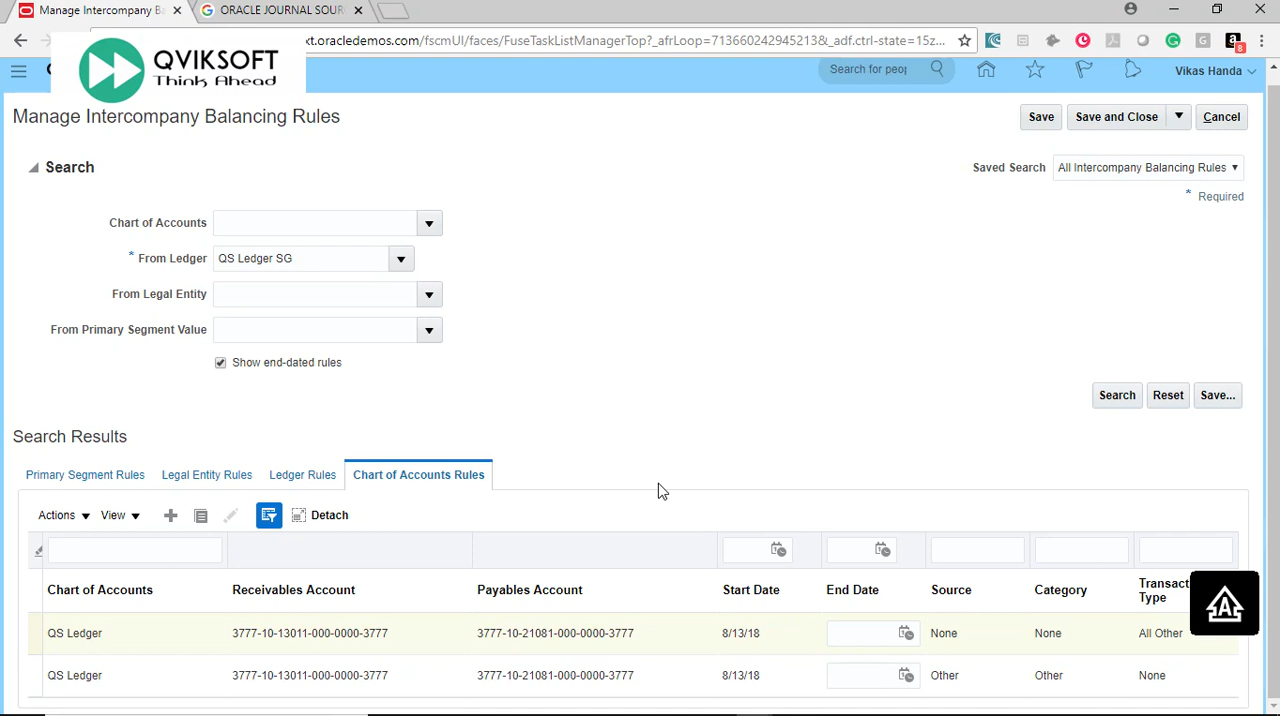 Manage Intercompany B
ORACLE JOURNAL SOUR
xt.oracledemos.com/fscmUI/faces/FuseTaskListManagerTop?_afrLoop=713660242945213&_adf.ctrl-state=15z...
QVIKSOFT
Think Ahead
Search for peop
Vikas Handa
8
Manage Intercompany Balancing Rules
Save
Save and Close
Cancel
Search
Saved Search
All Intercompany Balancing Rules
* Required
Chart of Accounts
* From Ledger
QS Ledger SG
From Legal Entity
From Primary Segment Value
Show end-dated rules
Search
Reset
Save...
Search Results
Primary Segment Rules
Legal Entity Rules
Ledger Rules
Chart of Accounts Rules
Actions
View
Detach
Chart of Accounts Receivables Account Payables Account Start Date End Date Source Category Transact Type
QS Ledger 3777-10-13011-000-0000-3777 3777-10-21081-000-0000-3777 8/13/18 None None All Other
QS Ledger 3777-10-13011-000-0000-3777 3777-10-21081-000-0000-3777 8/13/18 Other Other None